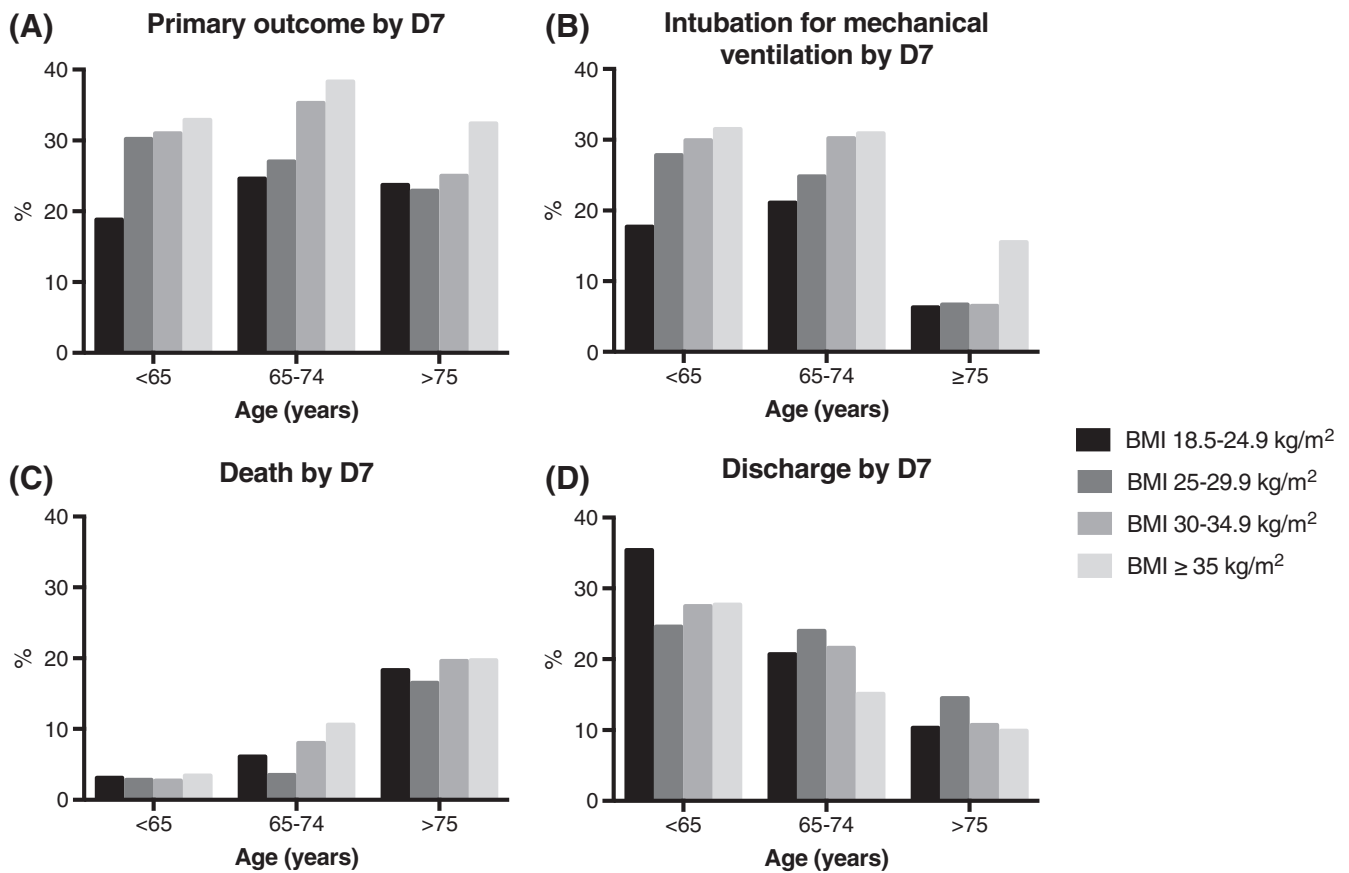 (A) Primary outcome by D7
40
30
20
10
0
%
<65 65-74 >75
Age (years)
(B) Intubation for mechanical
ventilation by D7
40
30
20
10
0
%
<65 65-74 ≥75
Age (years)
(C) Death by D7
40
30
20
10
0
%
<65 65-74 >75
Age (years)
(D) Discharge by D7
40
30
20
10
0
%
<65 65-74 >75
Age (years)
BMI 18.5-24.9 kg/m²
BMI 25-29.9 kg/m²
BMI 30-34.9 kg/m²
BMI ≥ 35 kg/m²